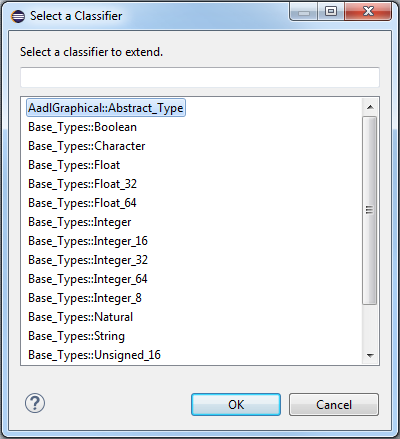 Select a Classifier
Select a classifier to extend.
AadlGraphical::Abstract_Type
Base_Types::Boolean
Base_Types::Character
Base_Types::Float
Base_Types::Float_32
Base_Types::Float_64
Base_Types::Integer
Base_Types::Integer_16
Base_Types::Integer_32
Base_Types::Integer_64
Base_Types::Integer_8
Base_Types::Natural
Base_Types::String
Base_Types::Unsigned_16
?
OK
Cancel